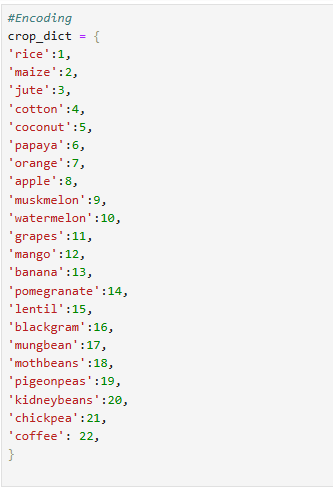 #Encoding
crop_dict = {
'rice':1,
'maize':2,
'jute':3,
'cotton':4,
'coconut':5,
'papaya':6,
'orange':7,
'apple':8,
'muskmelon':9,
'watermelon':10,
'grapes':11,
'mango':12,
'banana':13,
'pomegranate':14,
'lentil':15,
'blackgram':16,
'mungbean':17,
'mothbeans':18,
'pigeonpeas':19,
'kidneybeans':20,
'chickpea':21,
'coffee': 22,
}